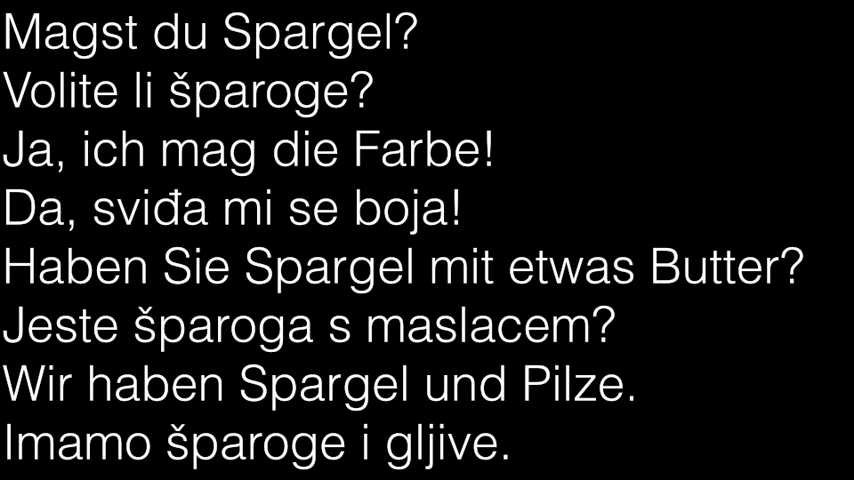 Magst du Spargel?
Volite li šparoge?
Ja, ich mag die Farbe!
Da, sviđa mi se boja!
Haben Sie Spargel mit etwas Butter?
Jeste šparoga s maslacem?
Wir haben Spargel und Pilze.
Imamo šparoge i gljive.